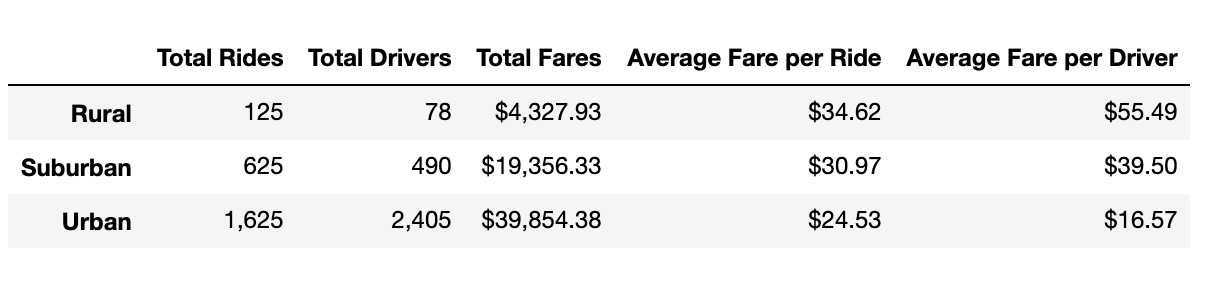 Total Rides Total Drivers Total Fares Average Fare per Ride Average Fare per Driver
Rural 125 78 $4,327.93 $34.62 $55.49
Suburban 625 490 $19,356.33 $30.97 $39.50
Urban 1,625 2,405 $39,854.38 $24.53 $16.57